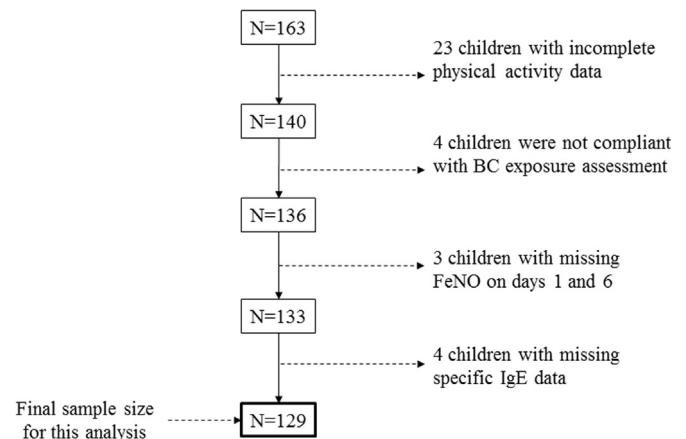 N=163
23 children with incomplete
physical activity data
N=140
4 children were not compliant
with BC exposure assessment
N=136
3 children with missing
FeNO on days 1 and 6
N=133
4 children with missing
specific IgE data
Final sample size
for this analysis
N=129